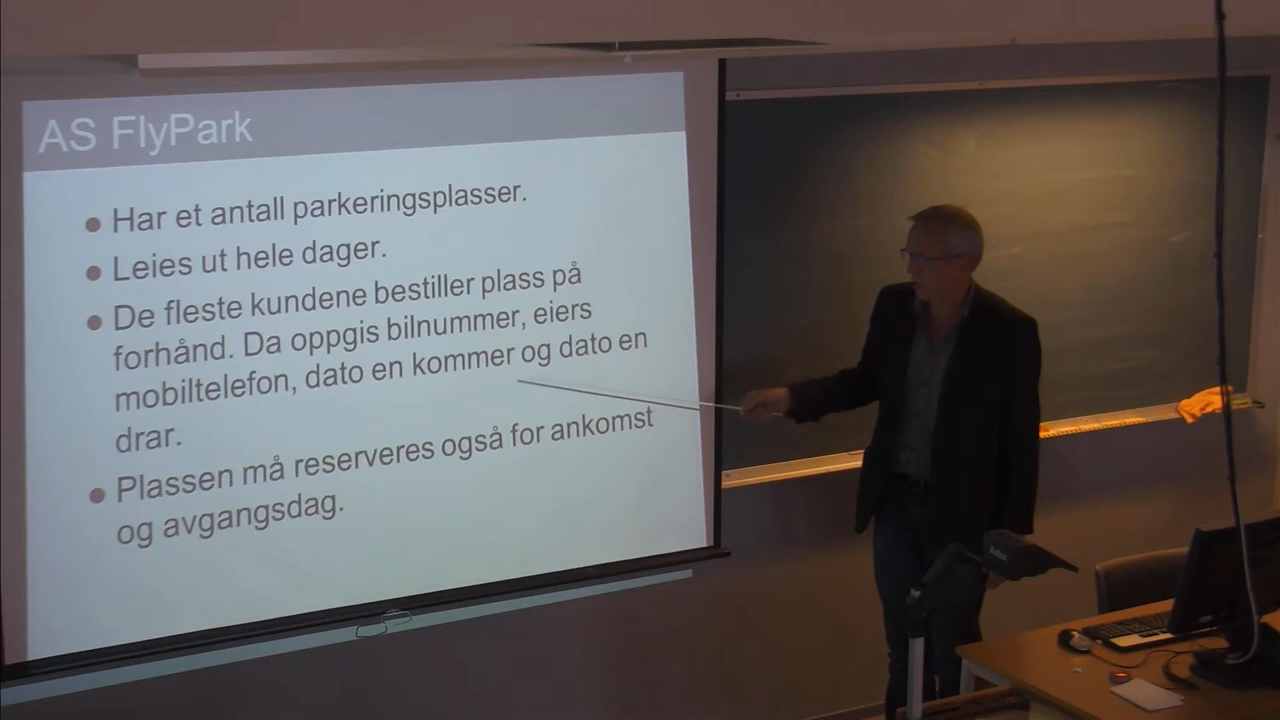 AS FlyPark
● Har et antall parkeringsplasser.
● Leies ut hele dager.
● De fleste kundene bestiller plass på
forhånd. Da oppgis bilnummer, eiers
mobiltelefon, dato en kommer og dato en
drar.
● Plassen må reserveres også for ankomst
og avgangsdag.